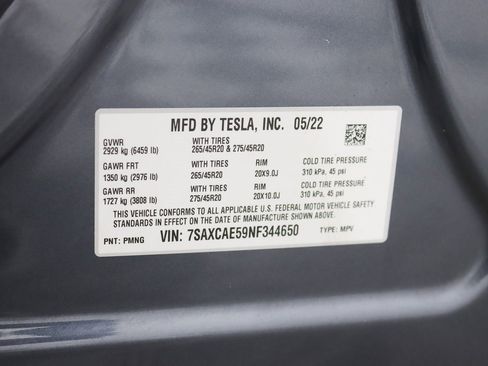 MFD BY TESLA, INC. 05/22
GVWR WITH TIRES
2929 kg (6459 lb) 265/45R20 & 275/45R20
GAWR FRT WITH TIRES RIM COLD TIRE PRESSURE
1350 kg (2976 lb) 265/45R20 20X9.0J 310 kPa, 45 psi
GAWR RR WITH TIRES RIM COLD TIRE PRESSURE
1727 kg (3808 lb) 275/45R20 20X10.0J 310 kPa, 45 psi
THIS VEHICLE CONFORMS TO ALL APPLICABLE U.S. FEDERAL MOTOR VEHICLE SAFETY
STANDARDS IN EFFECT ON THE DATE OF MANUFACTURE SHOWN ABOVE.
PNT: PMNG VIN: 7SAXCAE59NF344650 TYPE: MPV